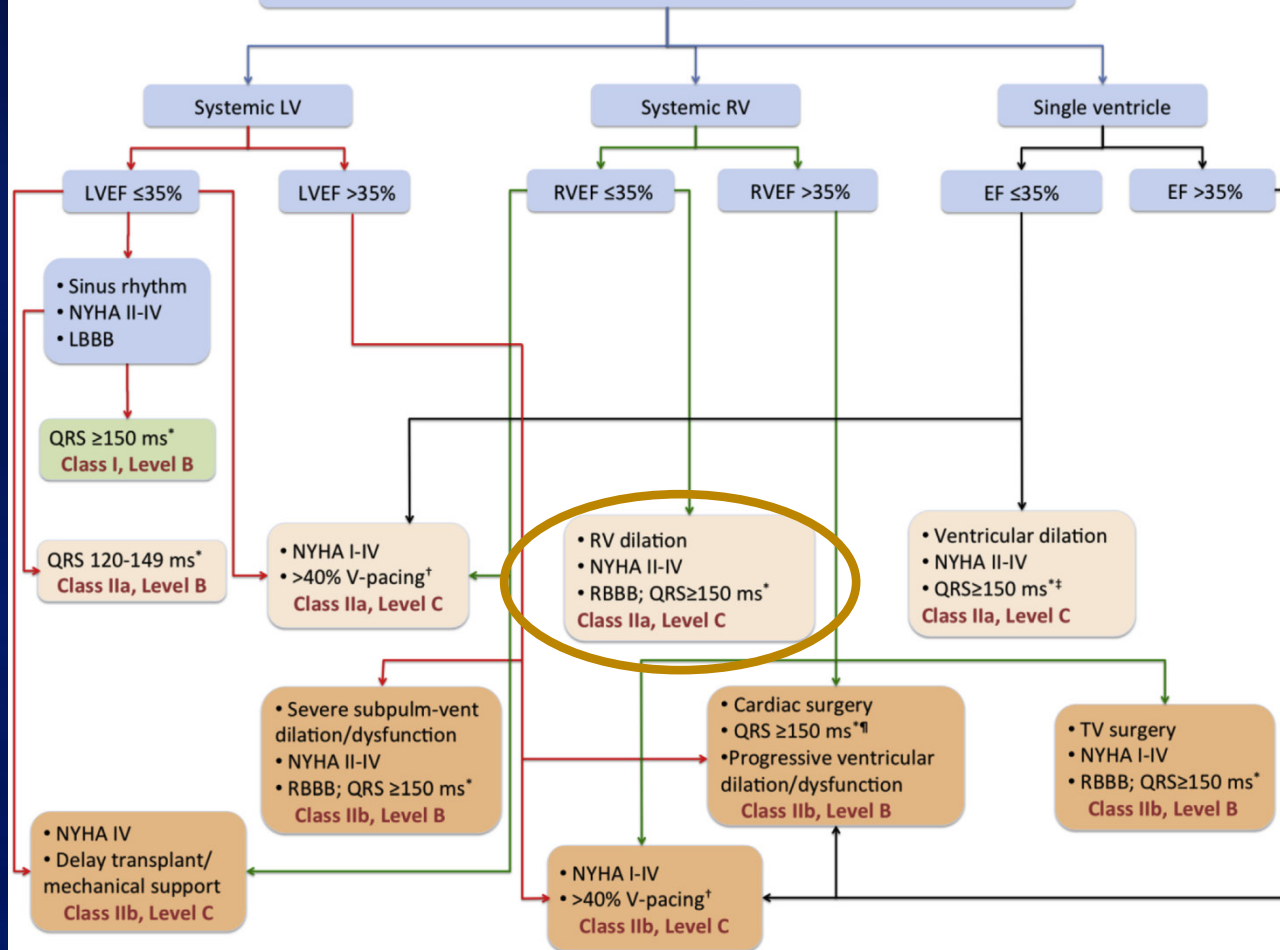 Systemic LV
Systemic RV
Single ventricle
LVEF ≤35%
LVEF >35%
RVEF ≤35%
RVEF >35%
EF ≤35%
EF >35%
• Sinus rhythm
• NYHA II-IV
• LBBB
QRS ≥150 ms*
Class I, Level B
QRS 120-149 ms*
Class IIa, Level B
• NYHA I-IV
• >40% V-pacing†
Class IIa, Level C
• RV dilation
• NYHA II-IV
• RBBB; QRS≥150 ms*
Class IIa, Level C
• Ventricular dilation
• NYHA II-IV
• QRS≥150 ms*‡
Class IIa, Level C
• Severe subpulm-vent
dilation/dysfunction
• NYHA II-IV
• RBBB; QRS ≥150 ms*
Class IIb, Level B
• Cardiac surgery
• QRS ≥150 ms*¶
•Progressive ventricular
dilation/dysfunction
Class IIb, Level B
• TV surgery
• NYHA I-IV
• RBBB; QRS≥150 ms*
Class IIb, Level B
• NYHA IV
• Delay transplant/
mechanical support
Class IIb, Level C
• NYHA I-IV
• >40% V-pacing†
Class IIb, Level C